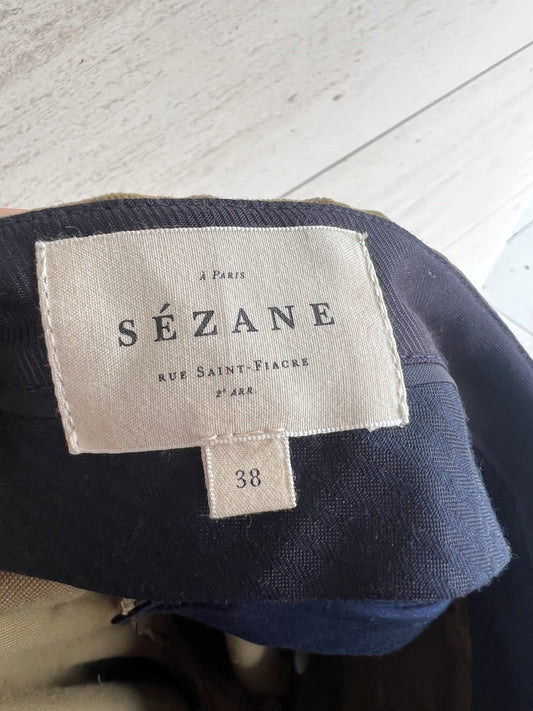 À PARIS
SÉZANE
RUE SAINT-FIACRE
2ᵉ ARR.
38